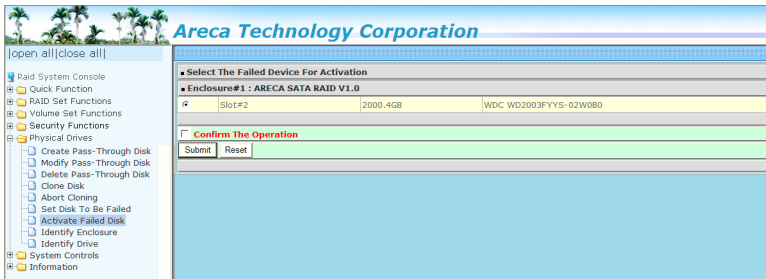 Areca Technology Corporation
|open all|close all|
Raid System Console
Quick Function
RAID Set Functions
Volume Set Functions
Security Functions
Physical Drives
Create Pass-Through Disk
Modify Pass-Through Disk
Delete Pass-Through Disk
Clone Disk
Abort Cloning
Set Disk To Be Failed
Activate Failed Disk
Identify Enclosure
Identify Drive
System Controls
Information
Select The Failed Device For Activation
Enclosure#1 : ARECA SATA RAID V1.0
Slot#2 2000.4GB WDC WD2003FYYS-02W0B0
Confirm The Operation
Submit Reset